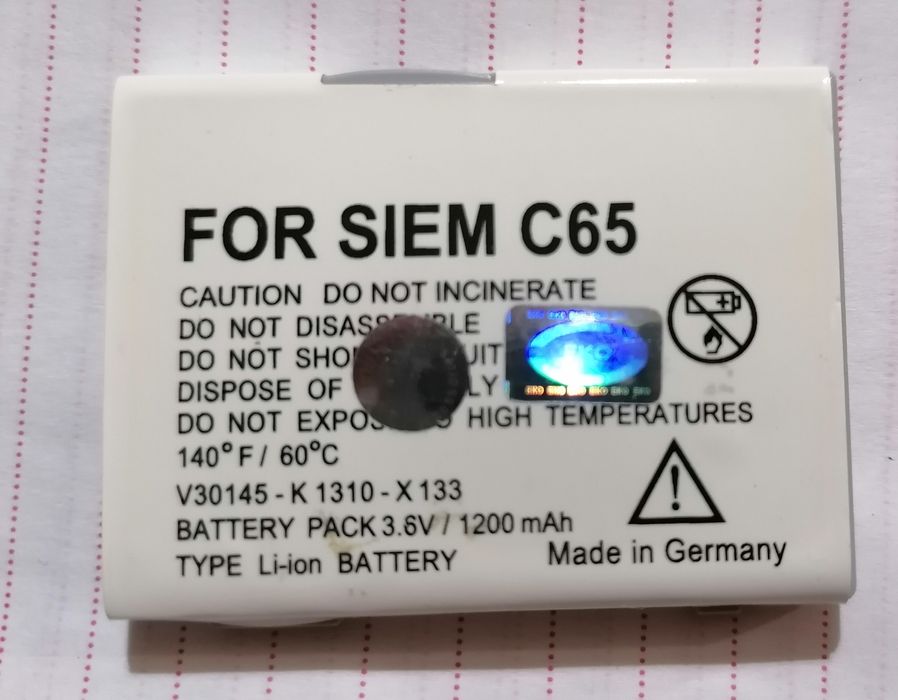 FOR SIEM C65
CAUTION DO NOT INCINERATE
DO NOT
DO NOT
DISPOSE OF
DO NOT HIGH TEMPERATURES
140°F / 60°C
V30145 - K 1310 - X 133
BATTERY PACK 3.6V / 1200 mAh
TYPE Li-ion BATTERY
Made in Germany